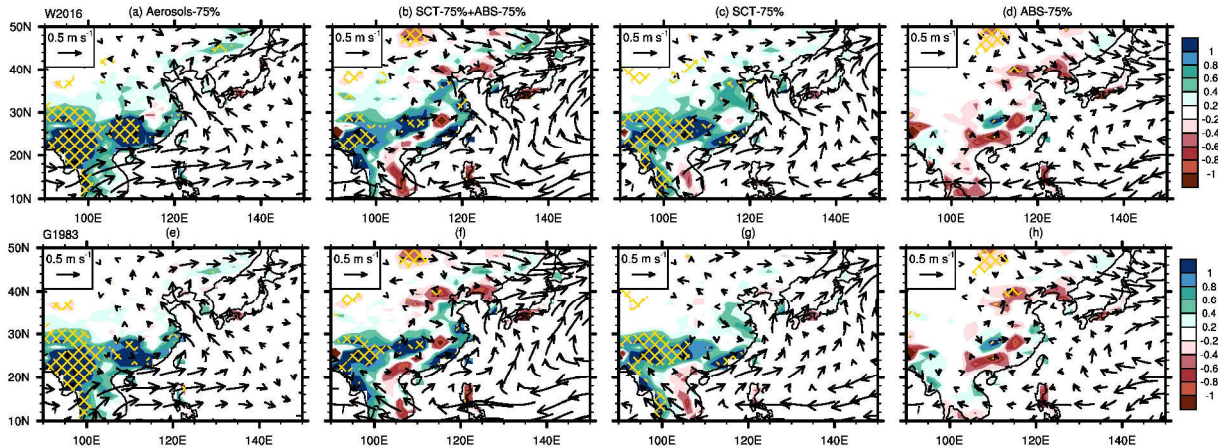 W2016 (a) Aerosols-75% (b) SCT-75%+ABS-75% (c) SCT-75% (d) ABS-75%
50N 0.5 m s⁻¹ 0.5 m s⁻¹ 0.5 m s⁻¹ 0.5 m s⁻¹
40N
30N
20N
10N
100E 120E 140E 100E 120E 140E 100E 120E 140E 100E 120E 140E
1
0.8
0.6
0.4
0.2
-0.2
-0.4
-0.6
-0.8
-1
G1983 (e) (f) (g) (h)
50N 0.5 m s⁻¹ 0.5 m s⁻¹ 0.5 m s⁻¹ 0.5 m s⁻¹
40N
30N
20N
10N
100E 120E 140E 100E 120E 140E 100E 120E 140E 100E 120E 140E
1
0.8
0.6
0.4
0.2
-0.2
-0.4
-0.6
-0.8
-1